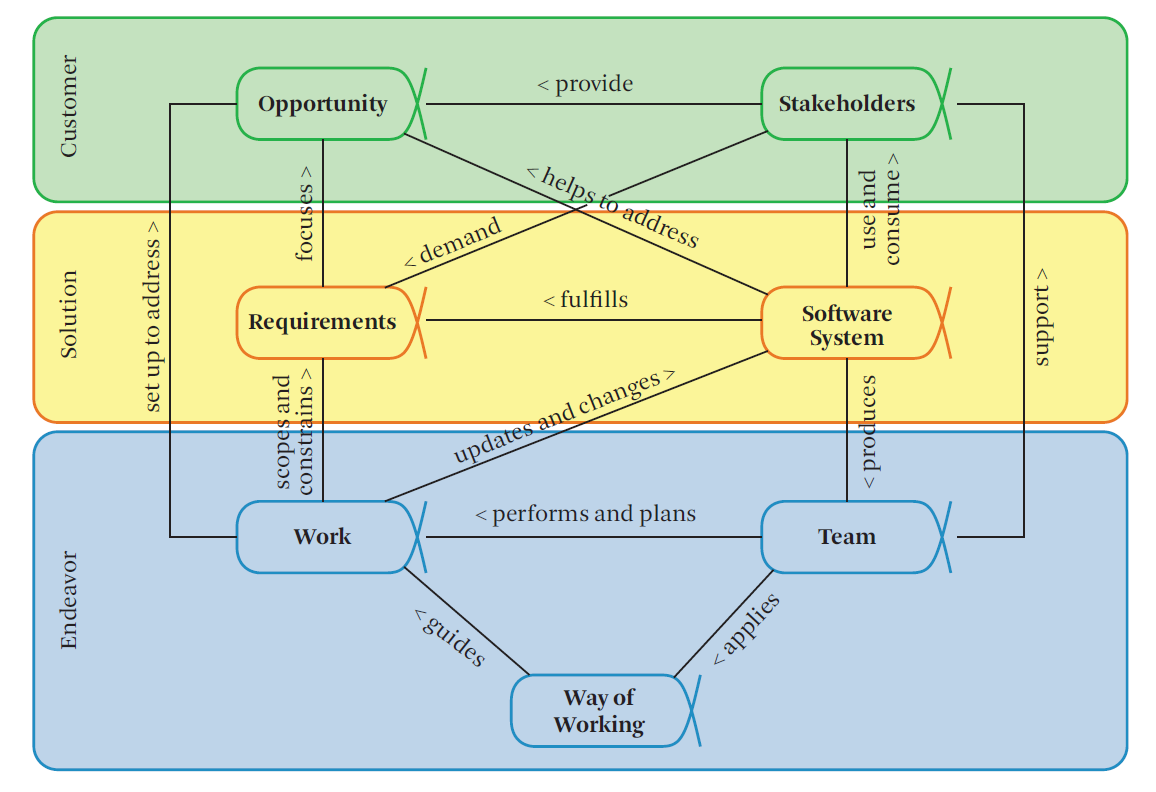 Customer
Opportunity
< provide
Stakeholders
focuses >
< helps to address
use and
consume >
< demand
set up to address >
support >
Solution
Requirements
< fulfills
Software
System
scopes and
constrains >
updates and changes >
< produces
Endeavor
Work
< performs and plans
Team
< guides
< applies
Way of
Working